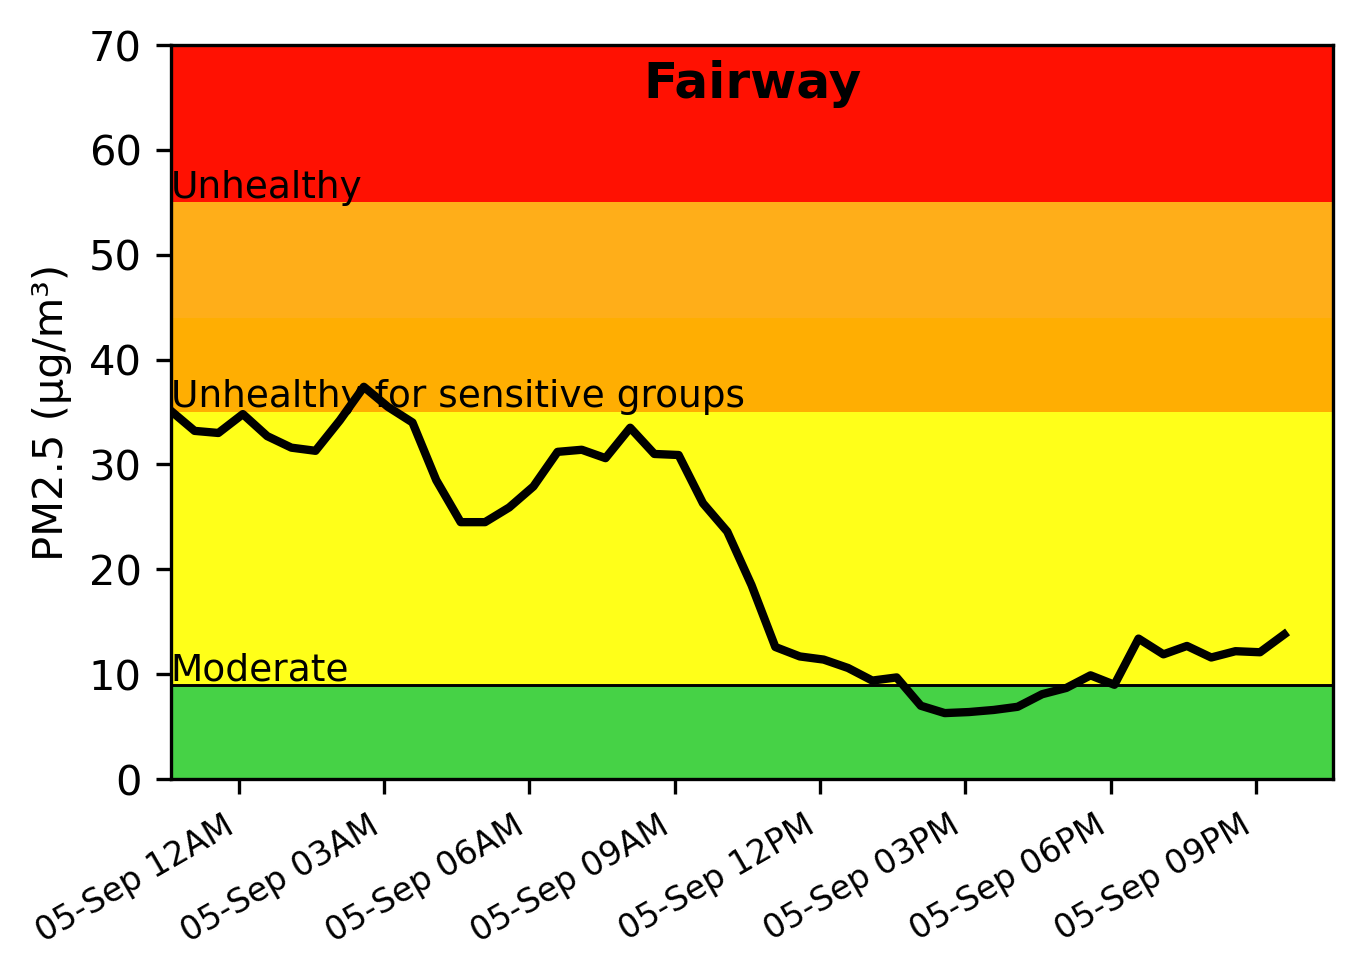 Fairway
70
60
50
40
30
20
10
0
PM2.5 (µg/m³)
Unhealthy
Unhealthy for sensitive groups
Moderate
05-Sep 12AM
05-Sep 03AM
05-Sep 06AM
05-Sep 09AM
05-Sep 12PM
05-Sep 03PM
05-Sep 06PM
05-Sep 09PM